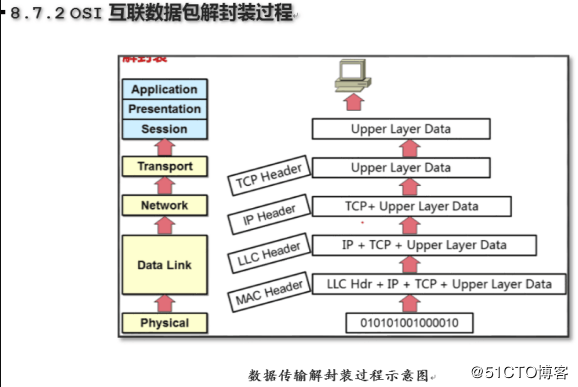 8.7.2 OSI 互联数据包解封装过程
解封装
Application
Presentation
Session
Upper Layer Data
Transport
TCP Header
Upper Layer Data
Network
IP Header
TCP+ Upper Layer Data
Data Link
LLC Header
IP + TCP + Upper Layer Data
MAC Header
LLC Hdr + IP + TCP + Upper Layer Data
Physical
010101001000010
数据传输解封装过程示意图
@51CTO博客